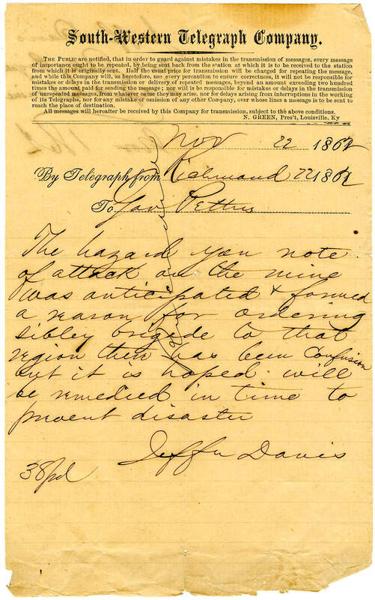 South-Western Telegraph Company.
THE PUBLIC are notified, that in order to guard against mistakes in the transmission of messages, every message
of importance ought to be repeated, by being sent back from the station at which it is to be received to the station
from which it is originally sent. Half the usual price for transmission will be charged for repeating the message,
and while this Company will, as heretofore, use every precaution to ensure correctness, it will not be responsible for
mistakes or delays in the transmission or delivery of repeated messages, beyond an amount exceeding two hundred
times the amount paid for sending the message; nor will it be responsible for mistakes or delays in the transmission
of unrepeated messages, from whatever cause they may arise, nor for delays arising from interruptions in the working
of its Telegraphs, nor for any mistake or omission of any other Company, over whose lines a message is to be sent to
reach the place of destination.
All messages will hereafter be received by this Company for transmission, subject to the above conditions.
N. GREEN, Pres't, Louisville, Ky
Nov 22 1862
By Telegraph from Richmond 22 1862
To Gov Pettus
The hazard you note
of attack on the mine
was anticipated & formed
a reason for ordering
sibley brigade to that
region there has been confusion
but it is hoped will
be remedied in time to
prevent disaster
Jeffn Davis
38 pd